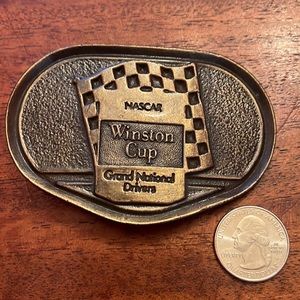 NASCAR
Winston
Cup
Grand National
Drivers